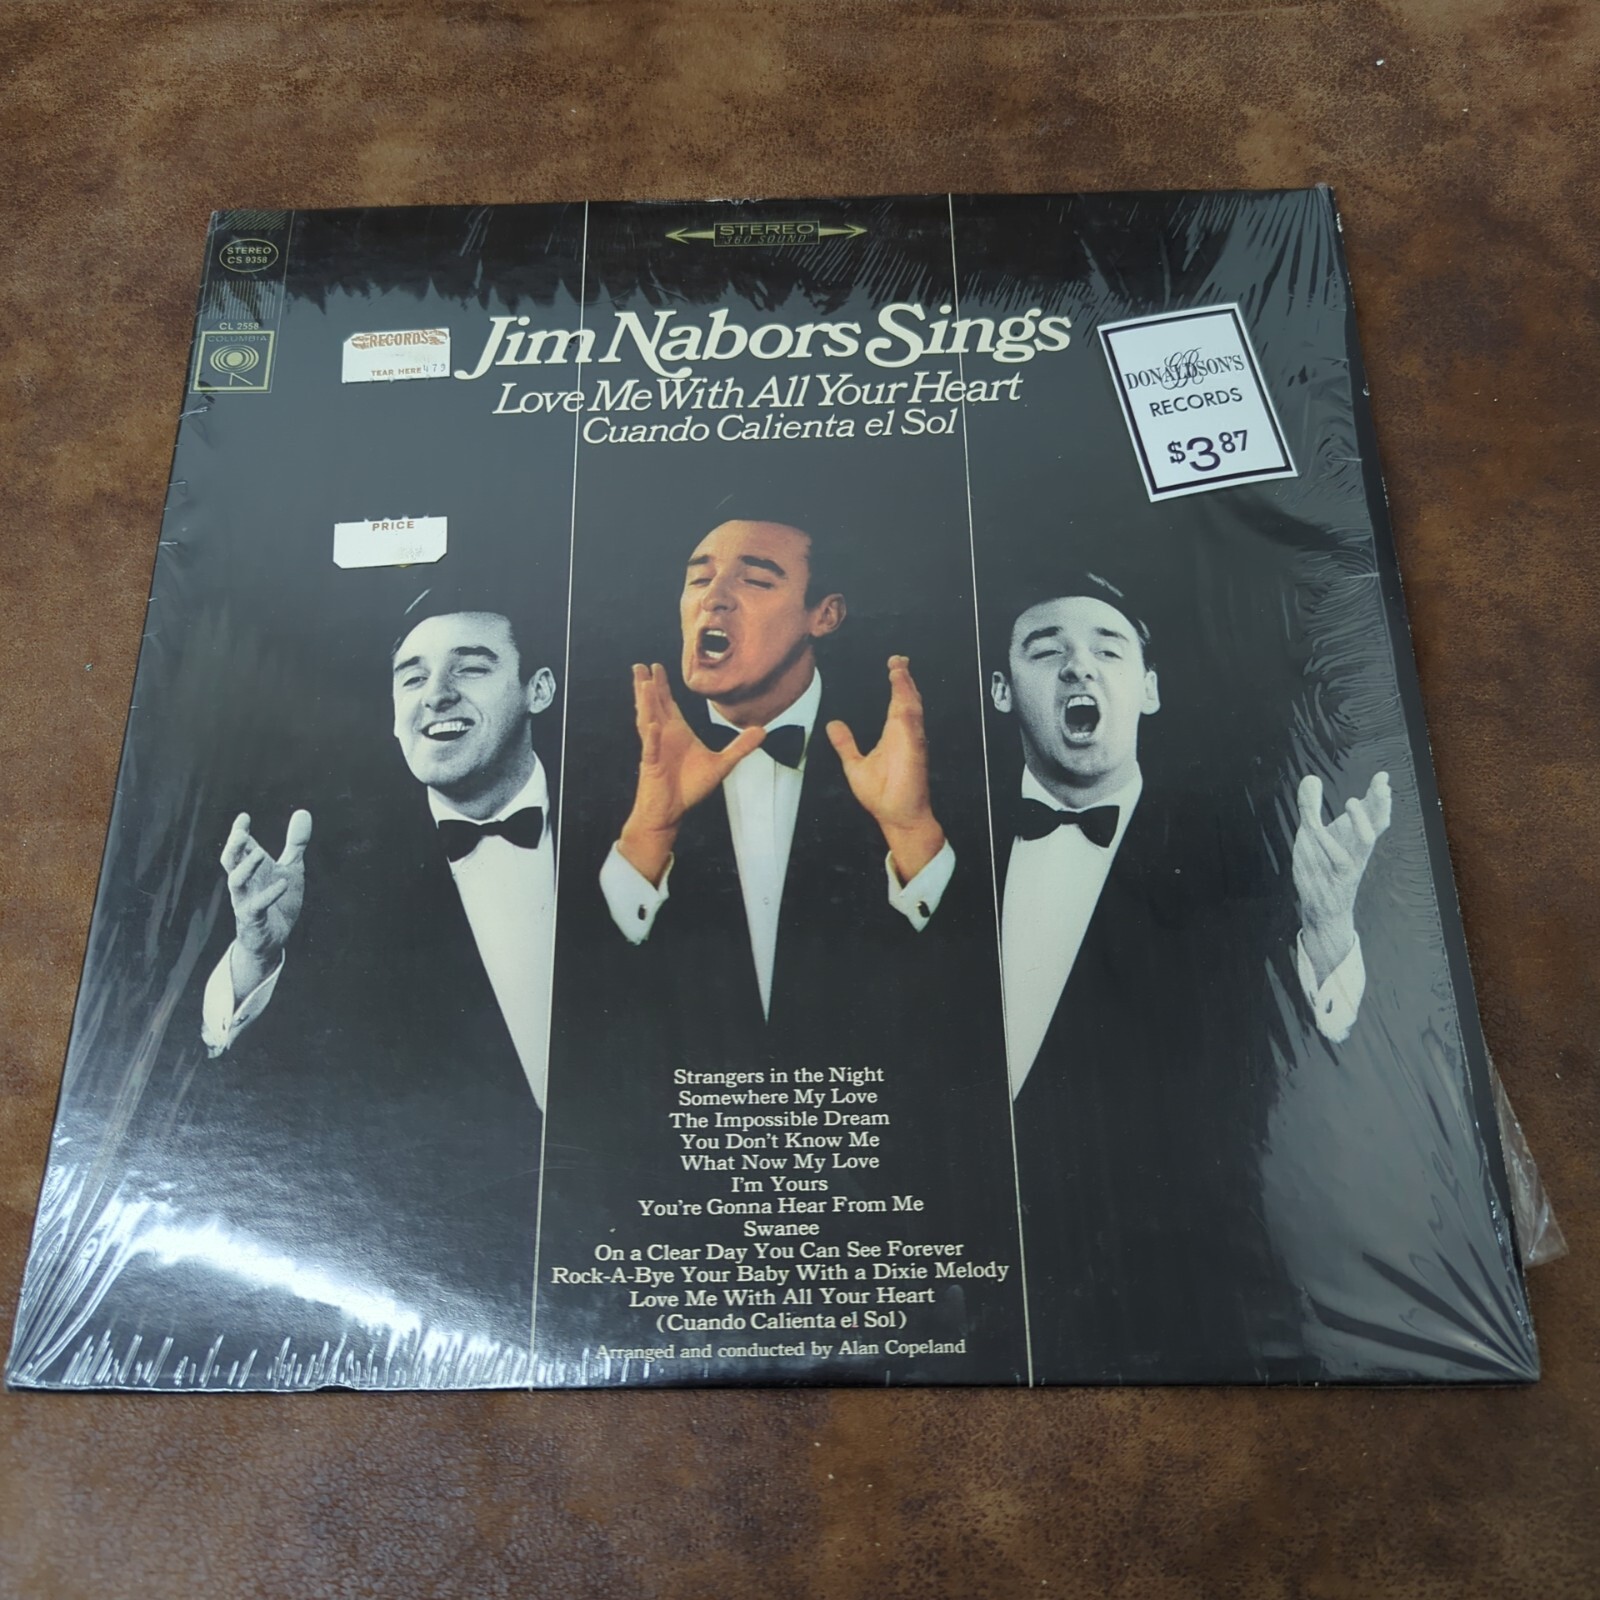 STEREO
360 SOUND
STEREO
CS 9358
CL 2558
COLUMBIA
RECORDS
TEAR HERE 479
Jim Nabors Sings
Love Me With All Your Heart
Cuando Calienta el Sol
DONALDSON'S
RECORDS
$3.87
PRICE
Strangers in the Night
Somewhere My Love
The Impossible Dream
You Don't Know Me
What Now My Love
I'm Yours
You're Gonna Hear From Me
Swanee
On a Clear Day You Can See Forever
Rock-A-Bye Your Baby With a Dixie Melody
Love Me With All Your Heart
(Cuando Calienta el Sol)
Arranged and conducted by Alan Copeland